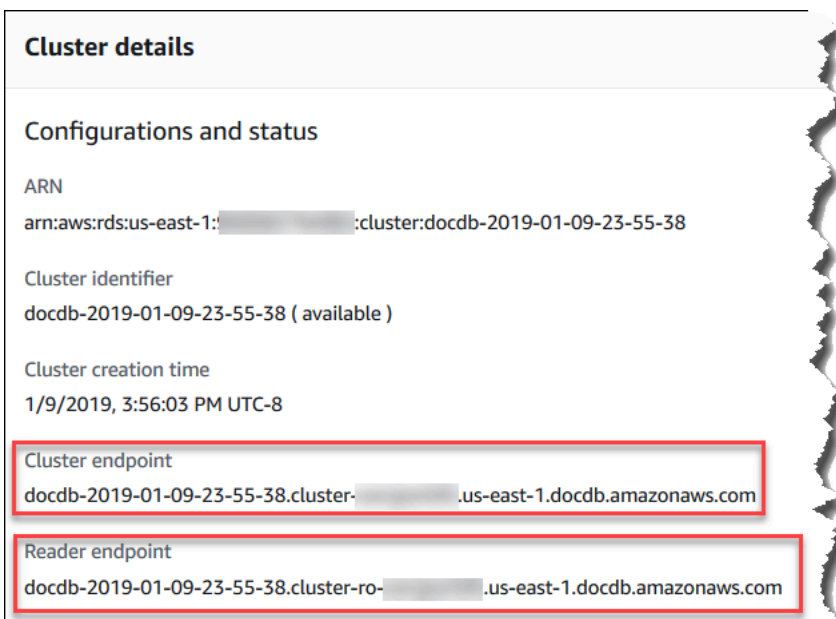 Cluster details
Configurations and status
ARN
arn:aws:rds:us-east-1: :cluster:docdb-2019-01-09-23-55-38
Cluster identifier
docdb-2019-01-09-23-55-38 ( available )
Cluster creation time
1/9/2019, 3:56:03 PM UTC-8
Cluster endpoint
docdb-2019-01-09-23-55-38.cluster- .us-east-1.docdb.amazonaws.com
Reader endpoint
docdb-2019-01-09-23-55-38.cluster-ro- .us-east-1.docdb.amazonaws.com